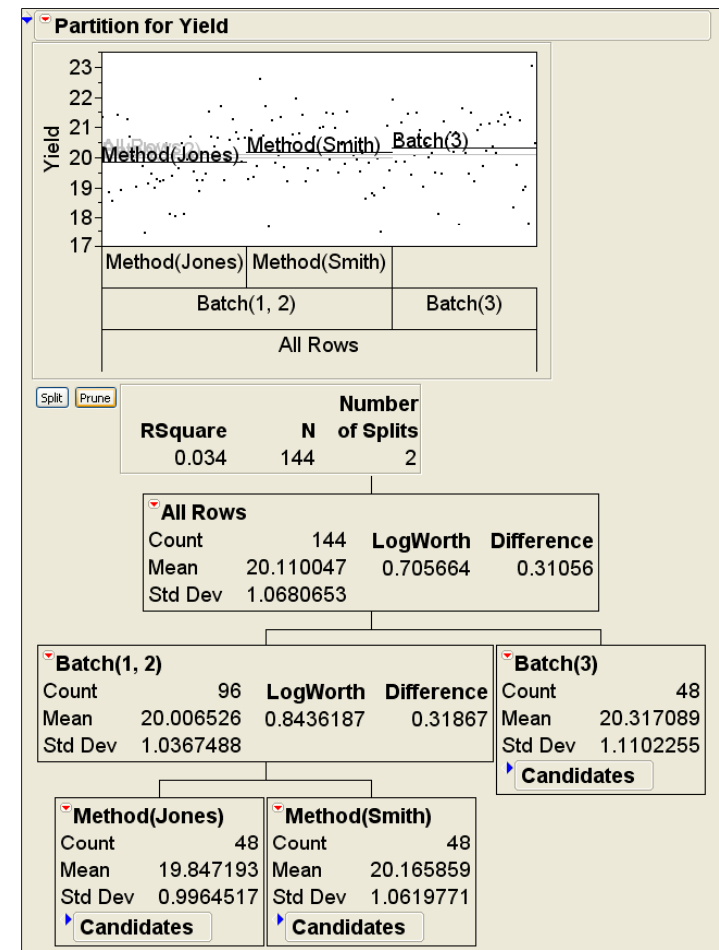 Partition for Yield
Yield
23
22
21
20
19
18
17
All Rows
Method(Jones)
Method(Smith)
Batch(3)
Method(Jones) Method(Smith)
Batch(1, 2) Batch(3)
All Rows
Split Prune
Number
RSquare N of Splits
0.034 144 2
All Rows
Count 144 LogWorth Difference
Mean 20.110047 0.705664 0.31056
Std Dev 1.0680653
Batch(1, 2)
Count 96 LogWorth Difference
Mean 20.006526 0.8436187 0.31867
Std Dev 1.0367488
Batch(3)
Count 48
Mean 20.317089
Std Dev 1.1102255
Candidates
Method(Jones)
Count 48
Mean 19.847193
Std Dev 0.9964517
Candidates
Method(Smith)
Count 48
Mean 20.165859
Std Dev 1.0619771
Candidates